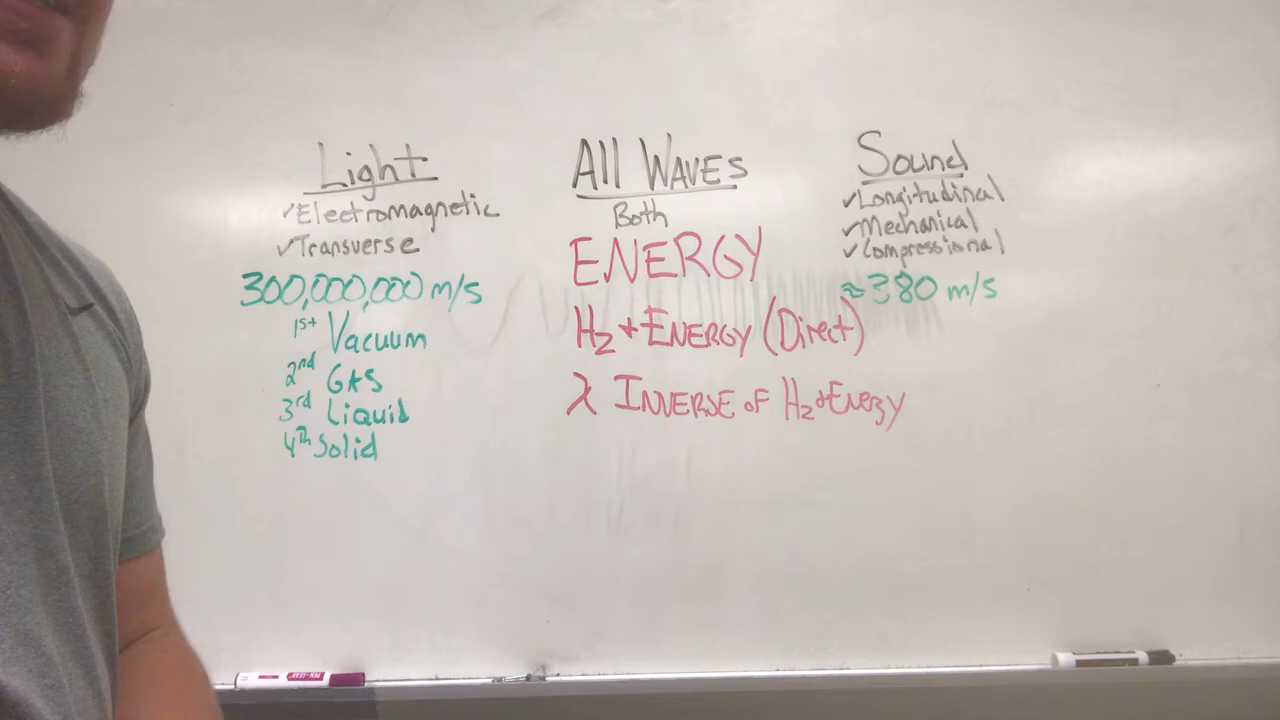 Light
✓Electromagnetic
✓Transverse
300,000,000 m/s
1st Vacuum
2nd GAS
3rd Liquid
4th Solid
All WAVES
Both
ENERGY
Hz + ENERGY (Direct)
λ INVERSE OF Hz + ENERGY
Sound
✓Longitudinal
✓Mechanical
✓Compressional
≈380 m/s